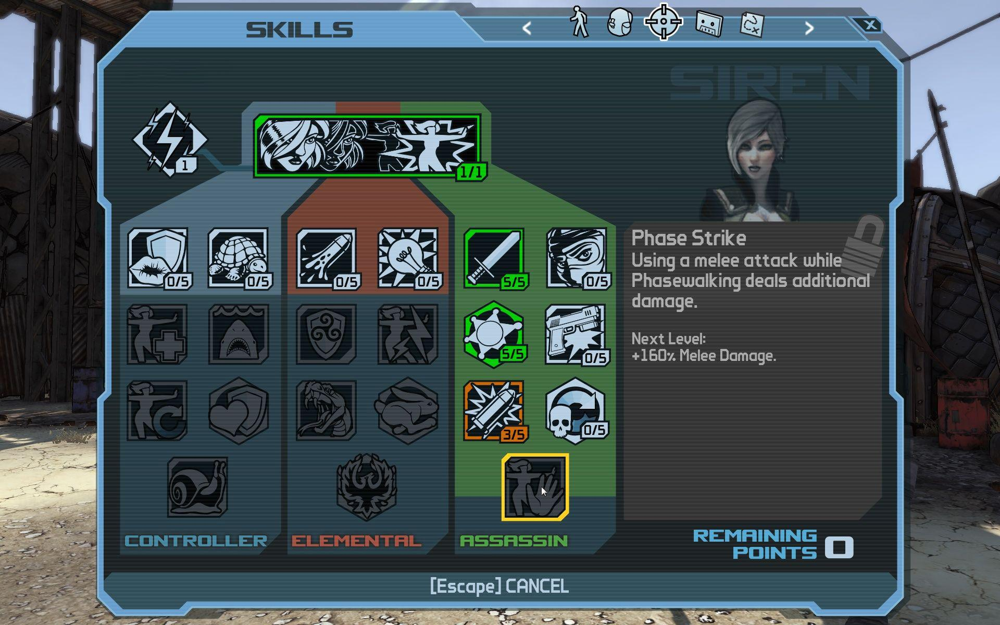 SKILLS
X
SIREN
1
1/1
0/5
0/5
0/5
0/5
5/5
0/5
5/5
0/5
3/5
0/5
Phase Strike
Using a melee attack while
Phasewalking deals additional
damage.
Next Level:
+160% Melee Damage.
CONTROLLER
ELEMENTAL
ASSASSIN
REMAINING
POINTS 0
[Escape] CANCEL